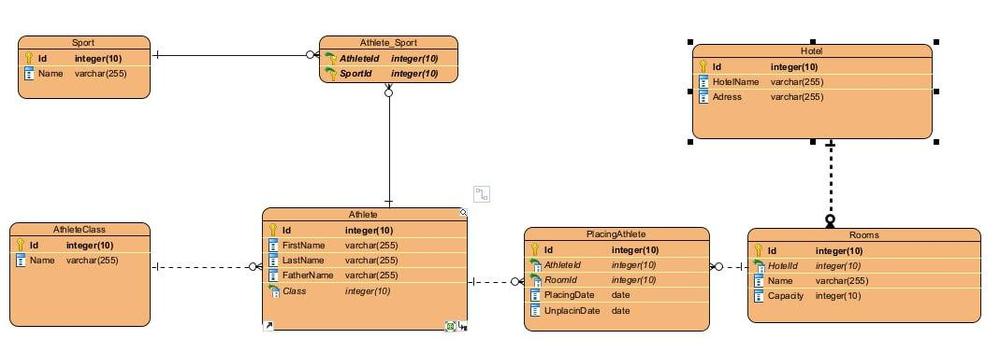 Sport
Id integer(10)
Name varchar(255)
Athlete_Sport
AthleteId integer(10)
SportId integer(10)
Hotel
Id integer(10)
HotelName varchar(255)
Adress varchar(255)
AthleteClass
Id integer(10)
Name varchar(255)
Athlete
Id integer(10)
FirstName varchar(255)
LastName varchar(255)
FatherName varchar(255)
Class integer(10)
PlacingAthlete
Id integer(10)
AthleteId integer(10)
RoomId integer(10)
PlacingDate date
UnplacinDate date
Rooms
Id integer(10)
HotelId integer(10)
Name varchar(255)
Capacity integer(10)